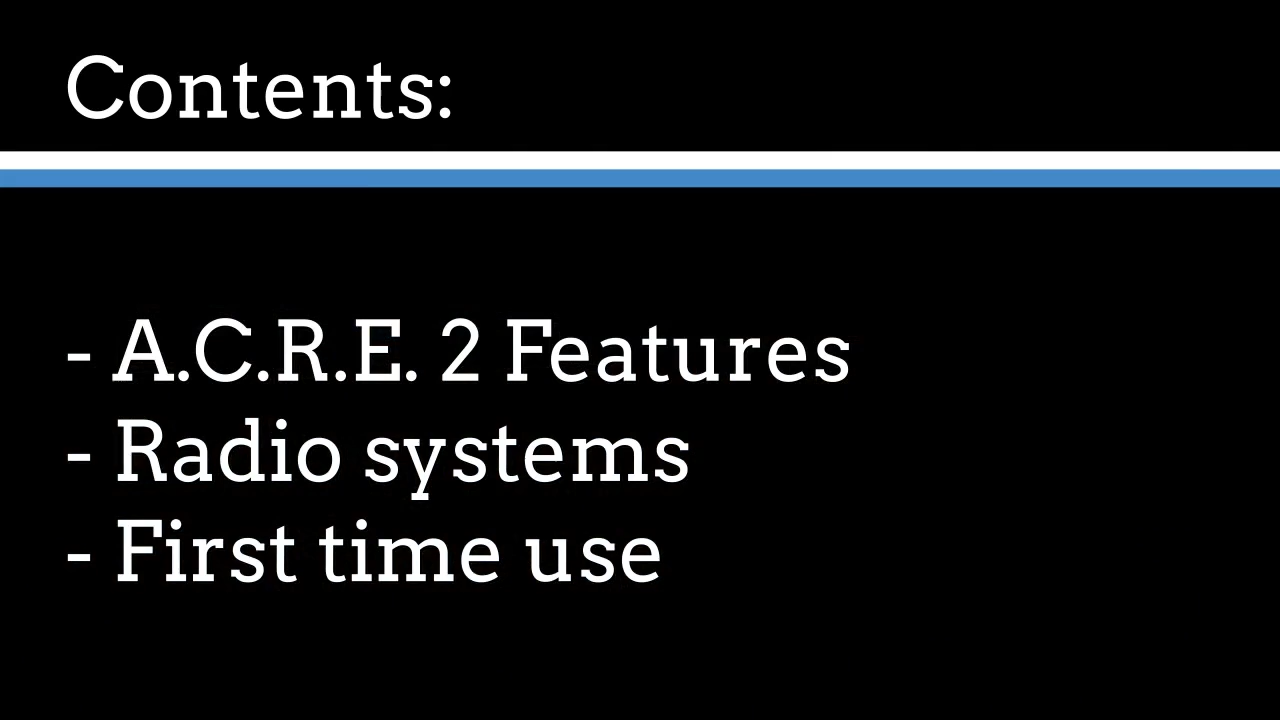 Contents:
- A.C.R.E. 2 Features
- Radio systems
- First time use